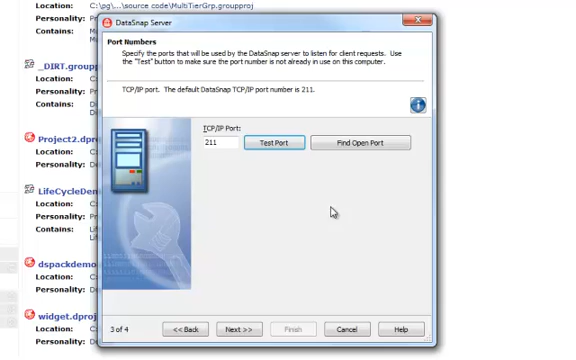 Location: C:\pg\...\source code\MultiTierGrp.groupproj
Personality:
Contains:
_DIRT.groupp
Location:
Personality:
Contains:
Project2.dpro
Location:
Personality:
LifeCycleDem
Location:
Personality:
Contains:
dspackdemo
Location:
Personality:
widget.dproj
Location:
Personality:
DataSnap Server
Port Numbers
Specify the ports that will be used by the DataSnap server to listen for client requests. Use
the "Test" button to make sure the port number is not already in use on this computer.
TCP/IP port. The default DataSnap TCP/IP port number is 211.
TCP/IP Port:
211
Test Port
Find Open Port
3 of 4
<< Back
Next >>
Finish
Cancel
Help